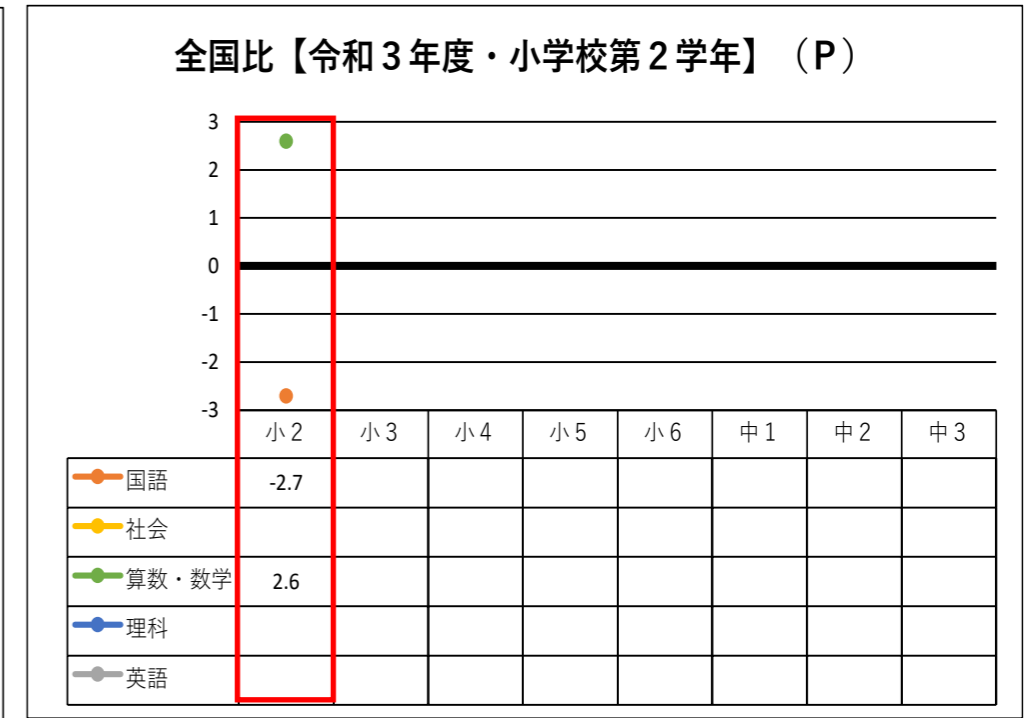 全国比【令和３年度・小学校第２学年】（P）
3
2
1
0
-1
-2
-3
小２ 小３ 小４ 小５ 小６ 中１ 中２ 中３
国語 -2.7
社会
算数・数学 2.6
理科
英語